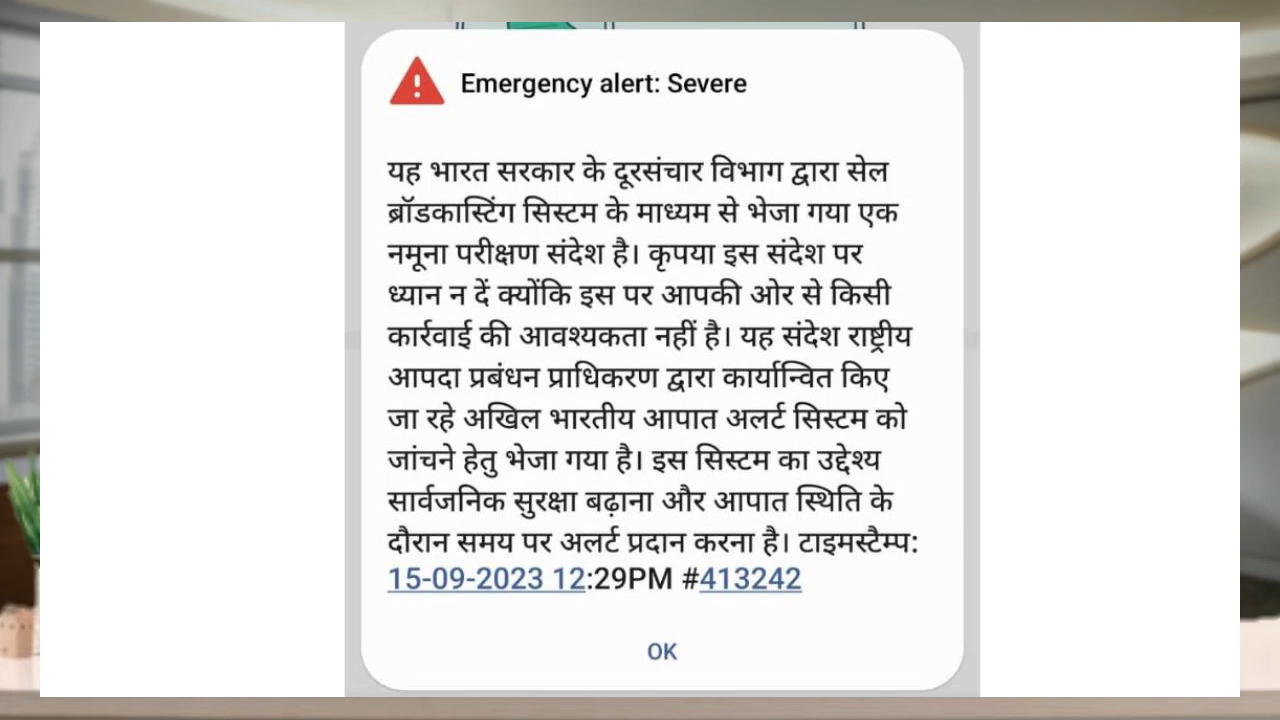 Emergency alert: Severe
यह भारत सरकार के दूरसंचार विभाग द्वारा सेल
ब्रॉडकास्टिंग सिस्टम के माध्यम से भेजा गया एक
नमूना परीक्षण संदेश है। कृपया इस संदेश पर
ध्यान न दें क्योंकि इस पर आपकी ओर से किसी
कार्रवाई की आवश्यकता नहीं है। यह संदेश राष्ट्रीय
आपदा प्रबंधन प्राधिकरण द्वारा कार्यान्वित किए
जा रहे अखिल भारतीय आपात अलर्ट सिस्टम को
जांचने हेतु भेजा गया है। इस सिस्टम का उद्देश्य
सार्वजनिक सुरक्षा बढ़ाना और आपात स्थिति के
दौरान समय पर अलर्ट प्रदान करना है। टाइमस्टैम्प:
15-09-2023 12:29PM #413242
OK